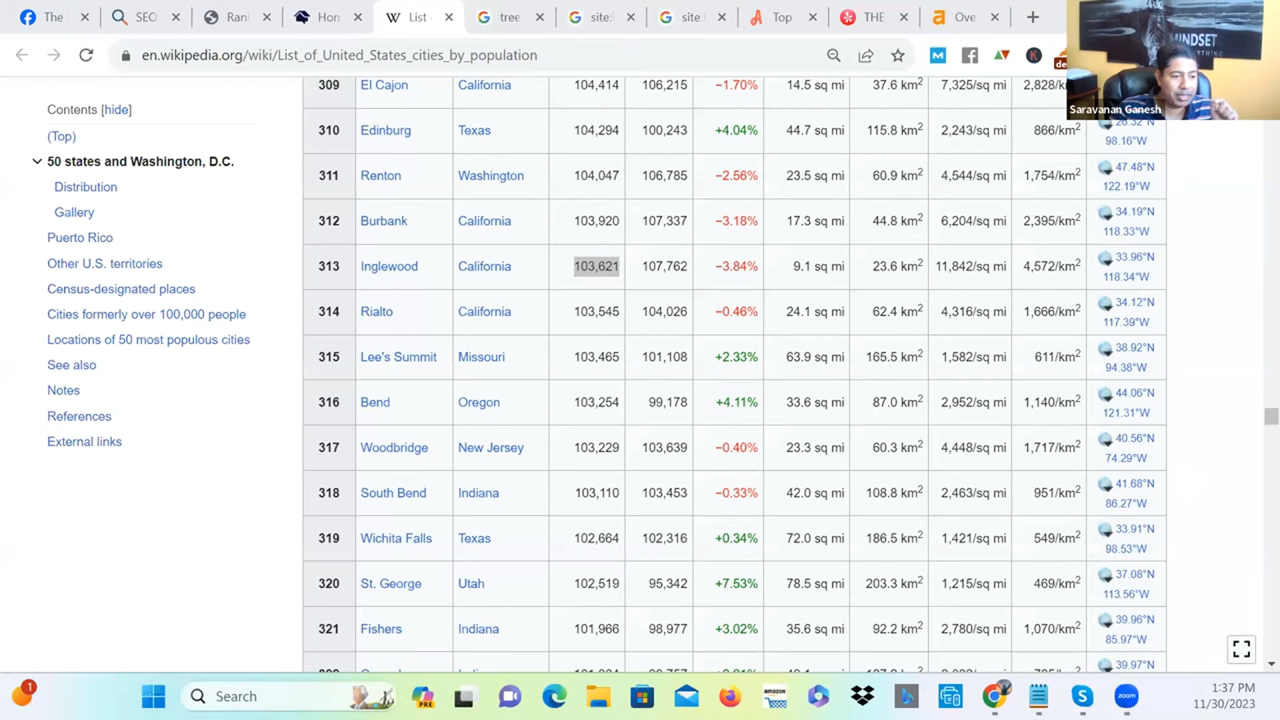 The
SEO
Ran
Hon
List
site:
site:
Top
THE
Ove
en.wikipedia.org/wiki/List_of_United_States_cities_by_pop
MINDSET
Saravanan Ganesh
Contents [hide]
(Top)
50 states and Washington, D.C.
Distribution
Gallery
Puerto Rico
Other U.S. territories
Census-designated places
Cities formerly over 100,000 people
Locations of 50 most populous cities
See also
Notes
References
External links
309 El Cajon California 104,414 106,215 −1.70% 14.5 sq mi 37.6 km² 7,325/sq mi 2,828/km²
310 Edinburg Texas 104,294 100,243 +4.04% 44.7 sq mi 115.8 km² 2,243/sq mi 866/km² 26.32°N
98.16°W
311 Renton Washington 104,047 106,785 −2.56% 23.5 sq mi 60.9 km² 4,544/sq mi 1,754/km² 47.48°N
122.19°W
312 Burbank California 103,920 107,337 −3.18% 17.3 sq mi 44.8 km² 6,204/sq mi 2,395/km² 34.19°N
118.33°W
313 Inglewood California 103,621 107,762 −3.84% 9.1 sq mi 23.6 km² 11,842/sq mi 4,572/km² 33.96°N
118.34°W
314 Rialto California 103,545 104,026 −0.46% 24.1 sq mi 62.4 km² 4,316/sq mi 1,666/km² 34.12°N
117.39°W
315 Lee's Summit Missouri 103,465 101,108 +2.33% 63.9 sq mi 165.5 km² 1,582/sq mi 611/km² 38.92°N
94.38°W
316 Bend Oregon 103,254 99,178 +4.11% 33.6 sq mi 87.0 km² 2,952/sq mi 1,140/km² 44.06°N
121.31°W
317 Woodbridge New Jersey 103,229 103,639 −0.40% 23.3 sq mi 60.3 km² 4,448/sq mi 1,717/km² 40.56°N
74.29°W
318 South Bend Indiana 103,110 103,453 −0.33% 42.0 sq mi 108.8 km² 2,463/sq mi 951/km² 41.68°N
86.27°W
319 Wichita Falls Texas 102,664 102,316 +0.34% 72.0 sq mi 186.5 km² 1,421/sq mi 549/km² 33.91°N
98.53°W
320 St. George Utah 102,519 95,342 +7.53% 78.5 sq mi 203.3 km² 1,215/sq mi 469/km² 37.08°N
113.56°W
321 Fishers Indiana 101,966 98,977 +3.02% 35.6 sq mi 92.2 km² 2,780/sq mi 1,070/km² 39.96°N
85.97°W
39.97°N
1
Search
amazon
zoom
1:37 PM
11/30/2023